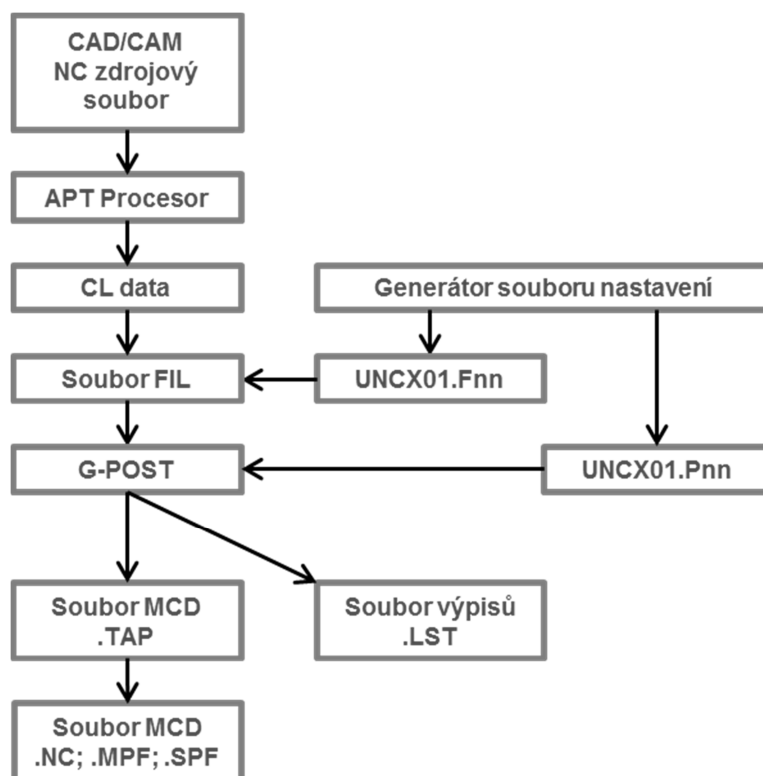 CAD/CAM
NC zdrojový
soubor
APT Procesor
CL data
Generátor souboru nastavení
Soubor FIL
UNCX01.Fnn
G-POST
UNCX01.Pnn
Soubor MCD
.TAP
Soubor výpisů
.LST
Soubor MCD
.NC; .MPF; .SPF